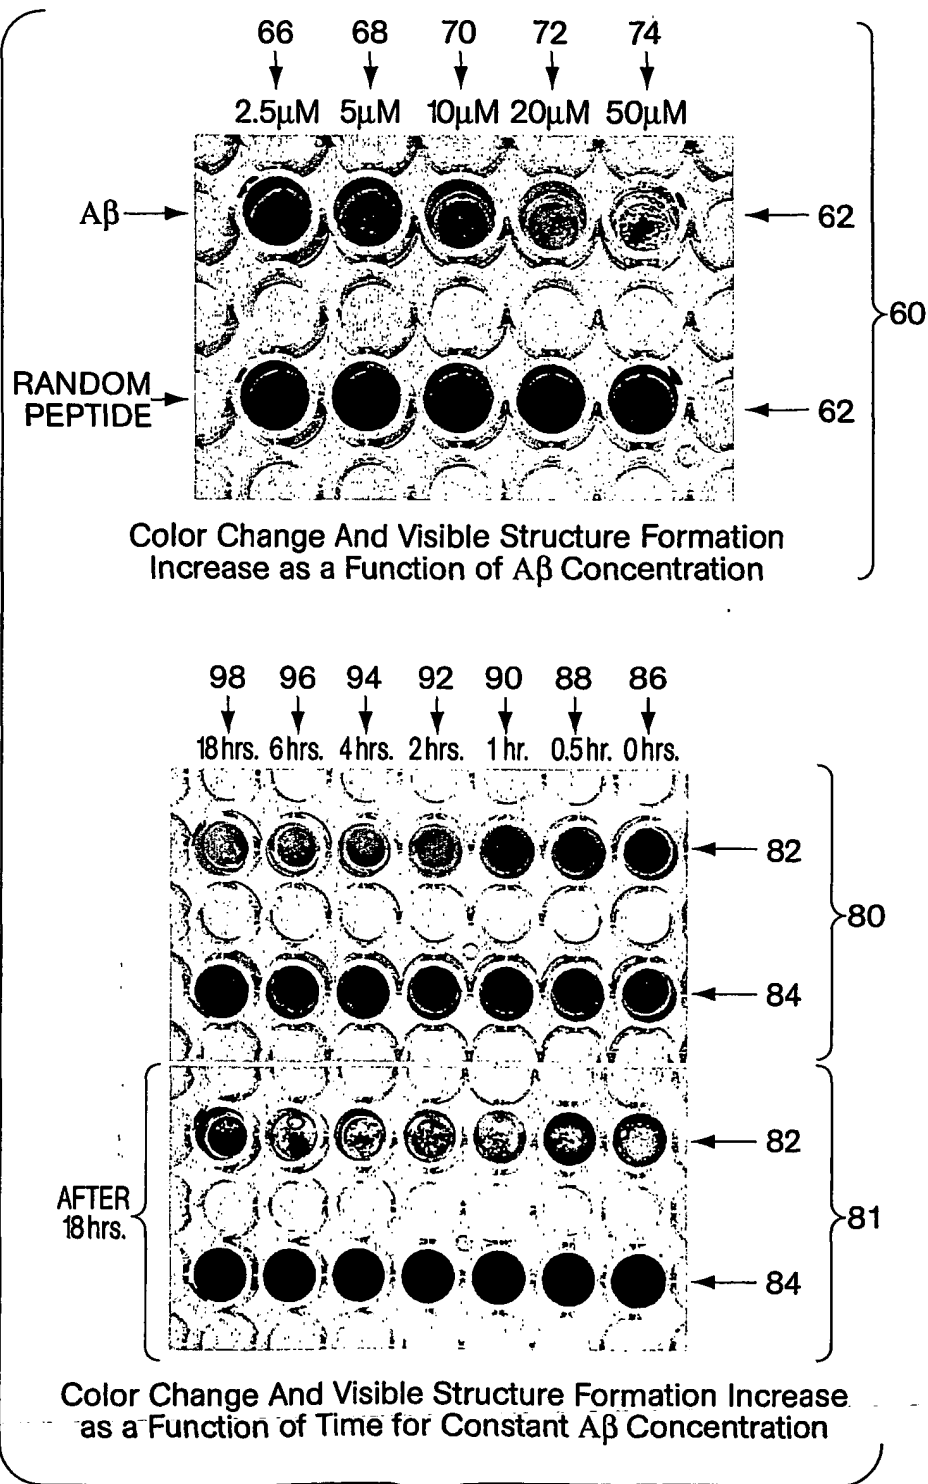 66 68 70 72 74
2.5µM 5µM 10µM 20µM 50µM
Aβ
62
60
RANDOM
PEPTIDE
62
Color Change And Visible Structure Formation
Increase as a Function of Aβ Concentration
98 96 94 92 90 88 86
18hrs. 6hrs. 4hrs. 2hrs. 1hr. 0.5hr. 0hrs.
82
80
84
82
AFTER
18hrs.
81
84
Color Change And Visible Structure Formation Increase
as a Function of Time for Constant Aβ Concentration